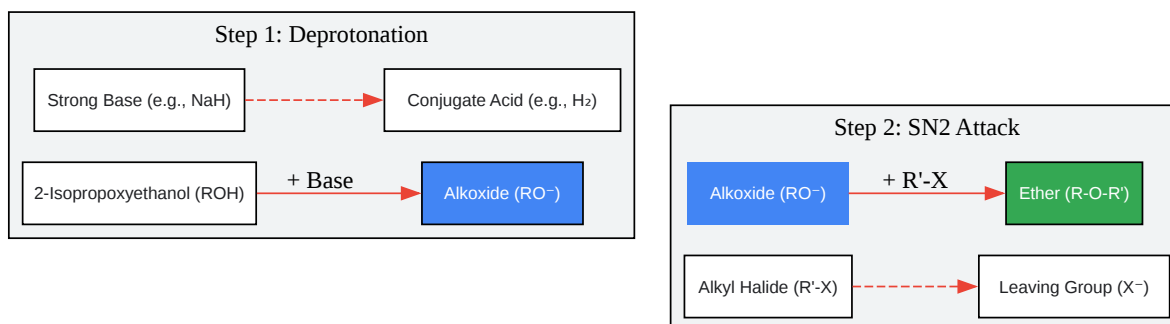 Step 1: Deprotonation
Strong Base (e.g., NaH)
Conjugate Acid (e.g., H₂)
2-Isopropoxyethanol (ROH)
+ Base
Alkoxide (RO⁻)
Step 2: SN2 Attack
Alkoxide (RO⁻)
+ R'-X
Ether (R-O-R')
Alkyl Halide (R'-X)
Leaving Group (X⁻)